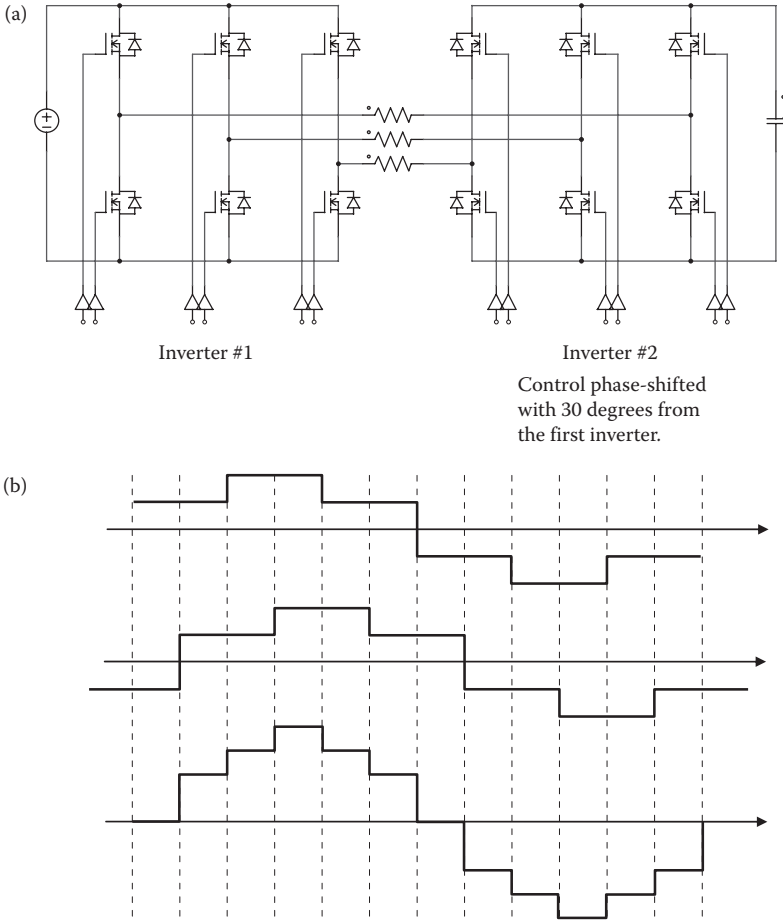 (a)
Inverter #1
Inverter #2
Control phase-shifted
with 30 degrees from
the first inverter.
(b)